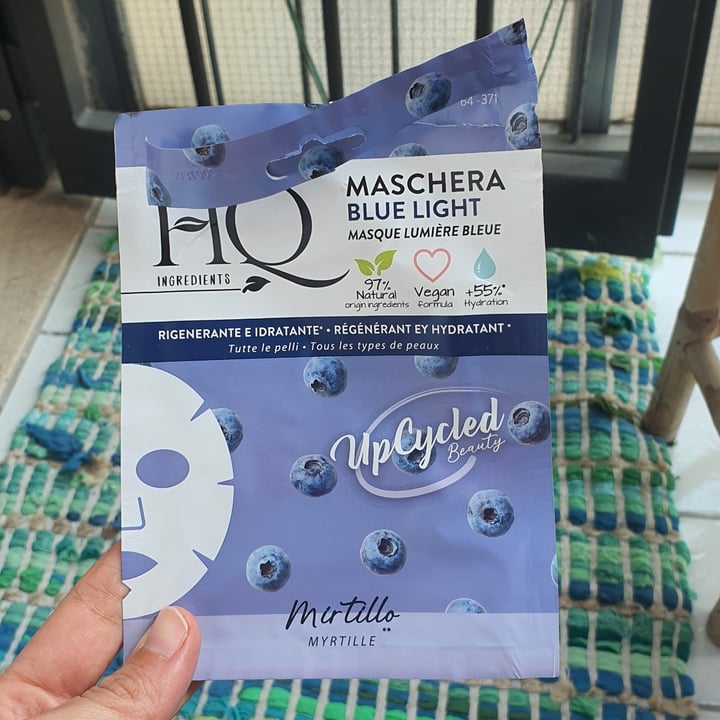 64 -371
HQ
INGREDIENTS
MASCHERA
BLUE LIGHT
MASQUE LUMIÈRE BLEUE
97%
Natural
origin ingredients
Vegan
formula
+55%*
Hydration
RIGENERANTE E IDRATANTE* • RÉGÉNÉRANT EY HYDRATANT*
Tutte le pelli • Tous les types de peaux
UpCycled
Beauty
Mirtillo
MYRTILLE**